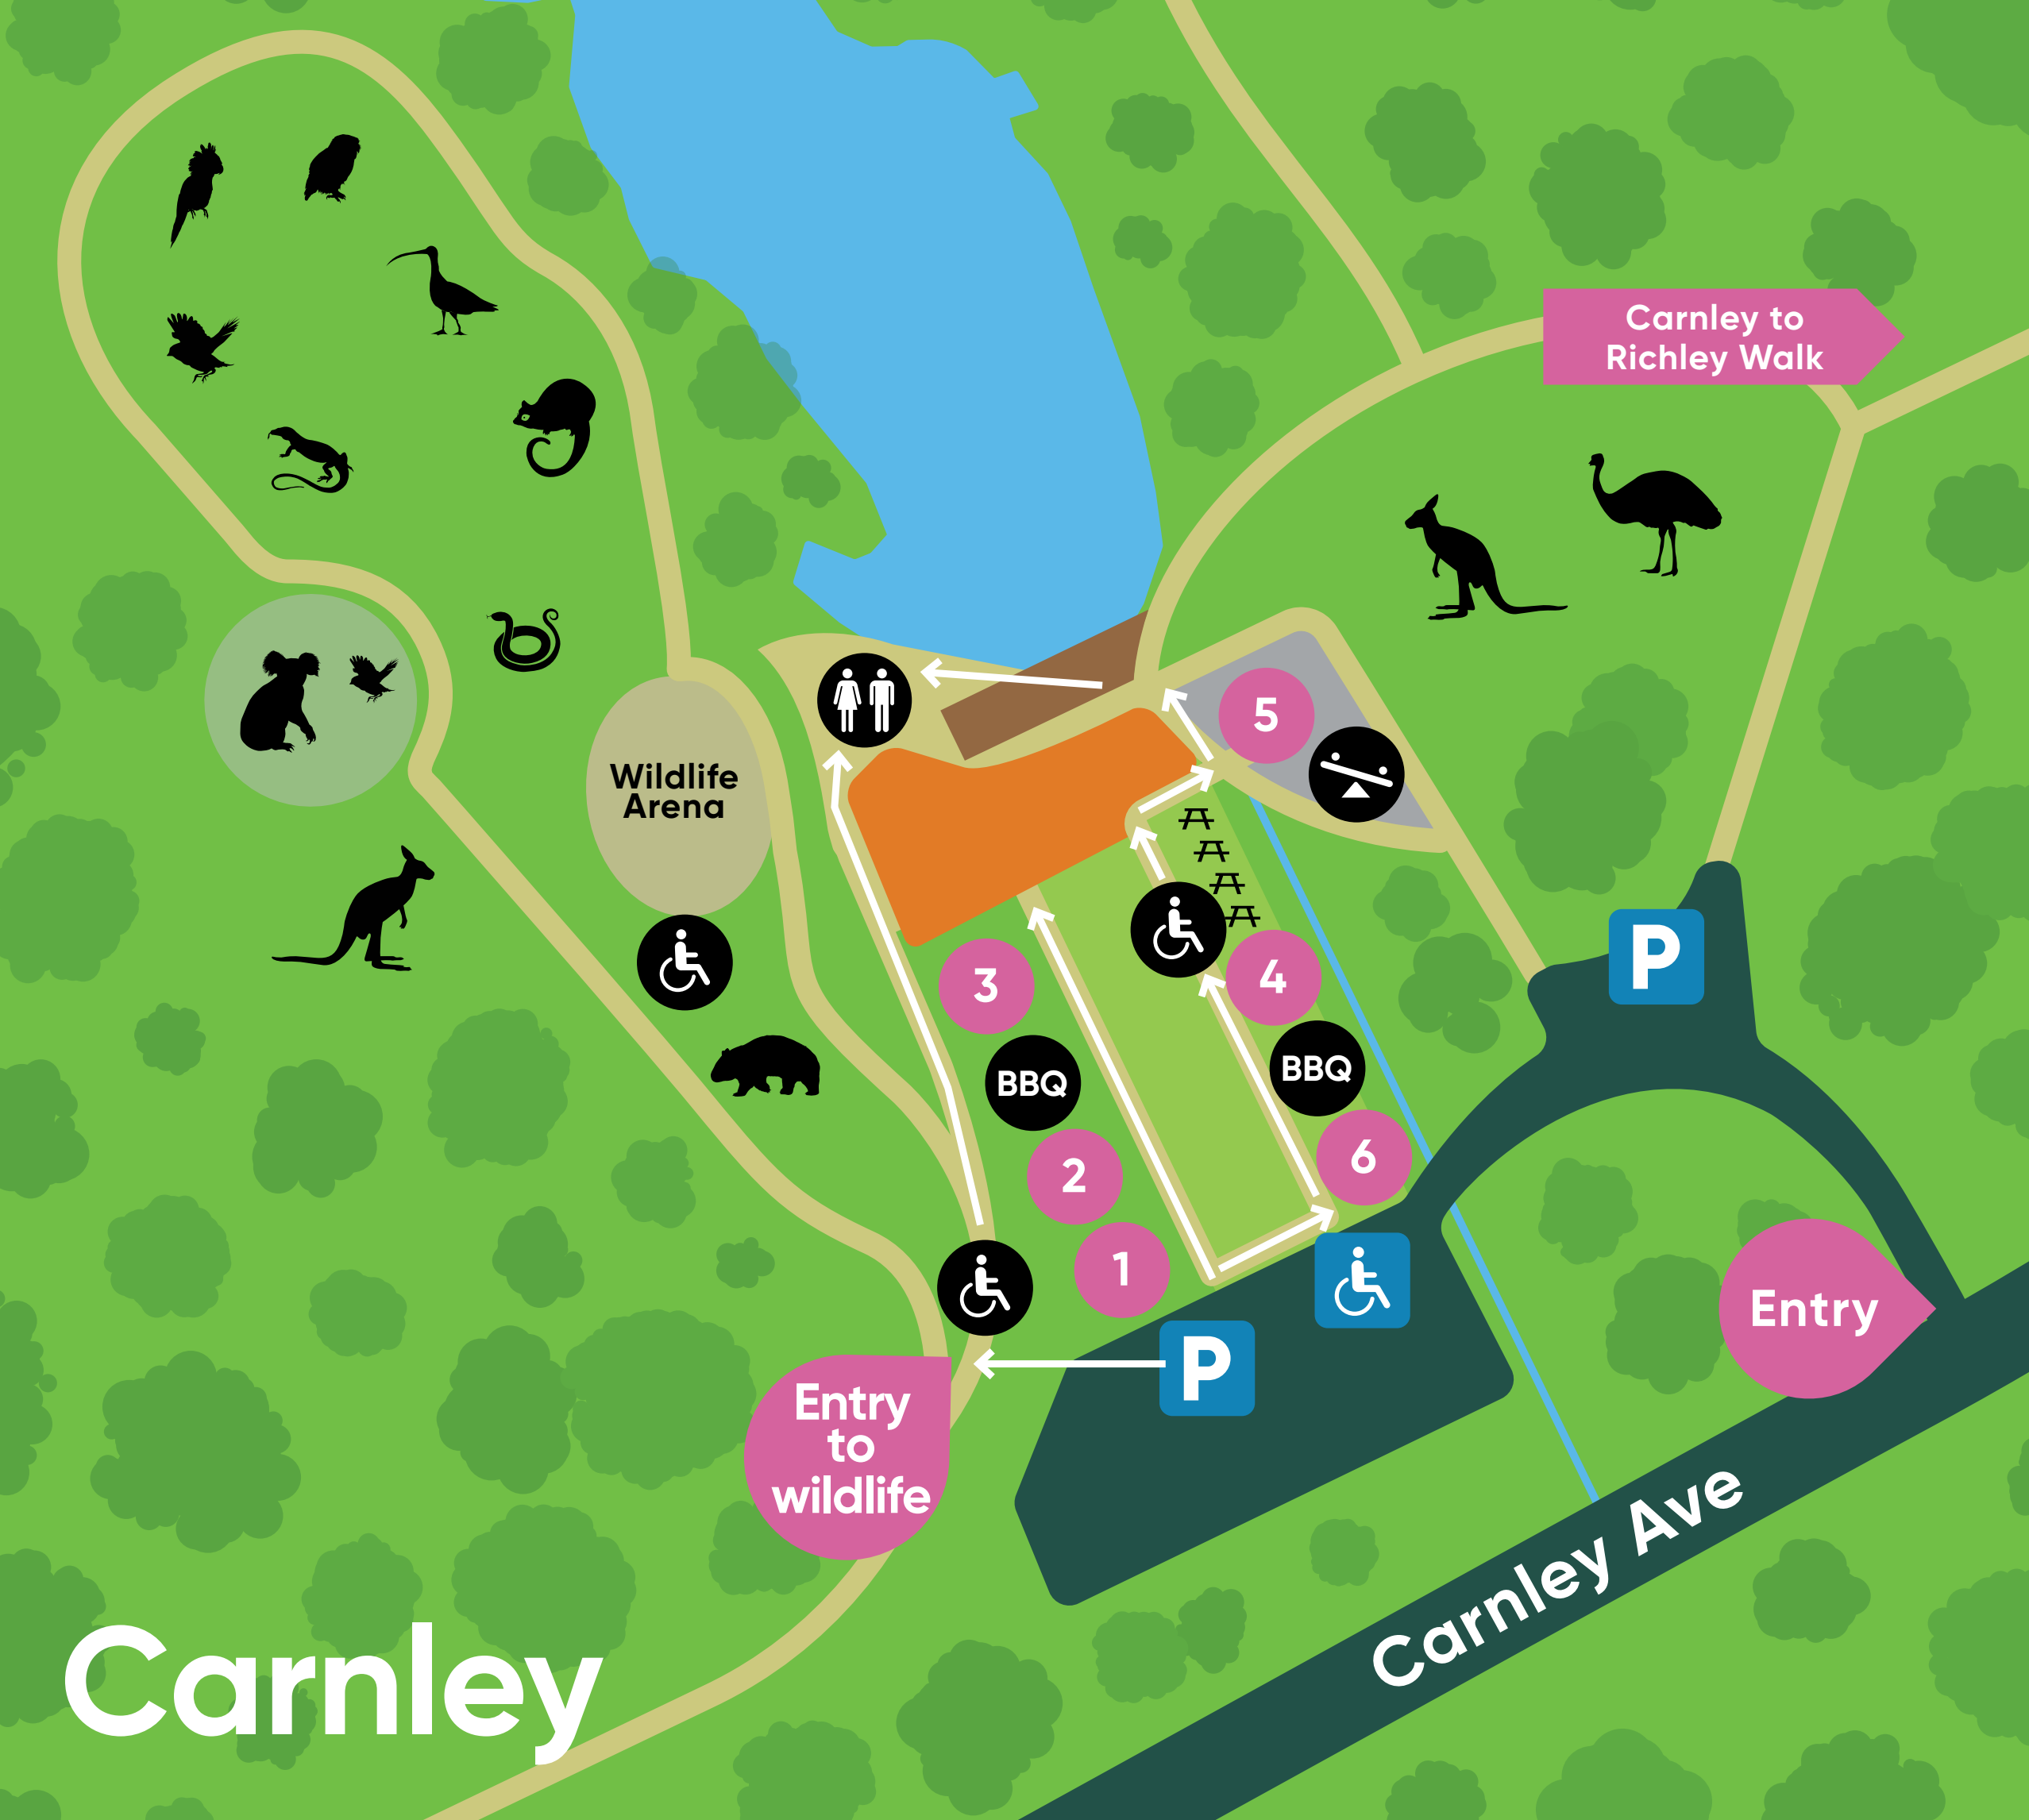 Carnley to
Richley Walk
5
Wildlife
Arena
P
3
4
BBQ
BBQ
6
2
1
Entry
P
Entry
to
wildlife
Carnley Ave
Carnley